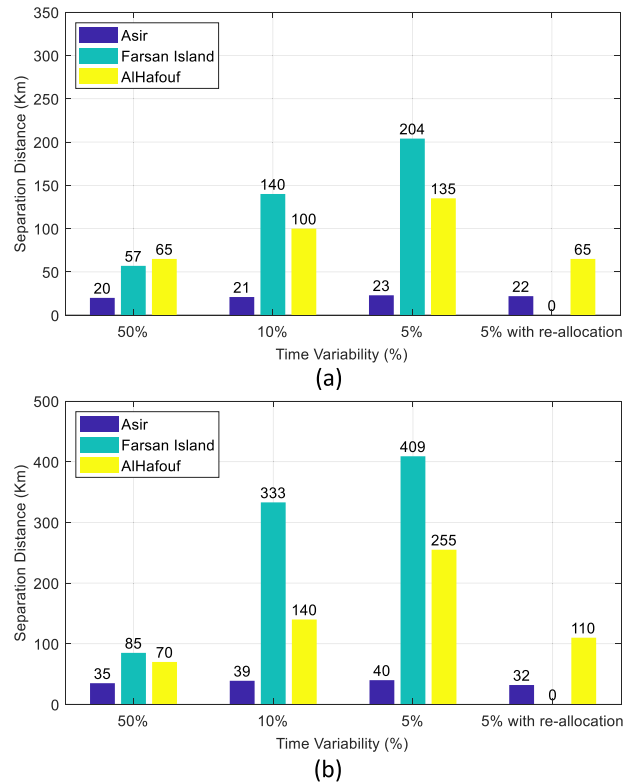 350
300
250
200
150
100
50
0
Separation Distance (Km)
Asir
Farsan Island
AlHafouf
20 57 65
21 140 100
23 204 135
22 0 65
50% 10% 5% 5% with re-allocation
Time Variability (%)
(a)
500
400
300
200
100
0
Separation Distance (Km)
Asir
Farsan Island
AlHafouf
35 85 70
39 333 140
40 409 255
32 0 110
50% 10% 5% 5% with re-allocation
Time Variability (%)
(b)